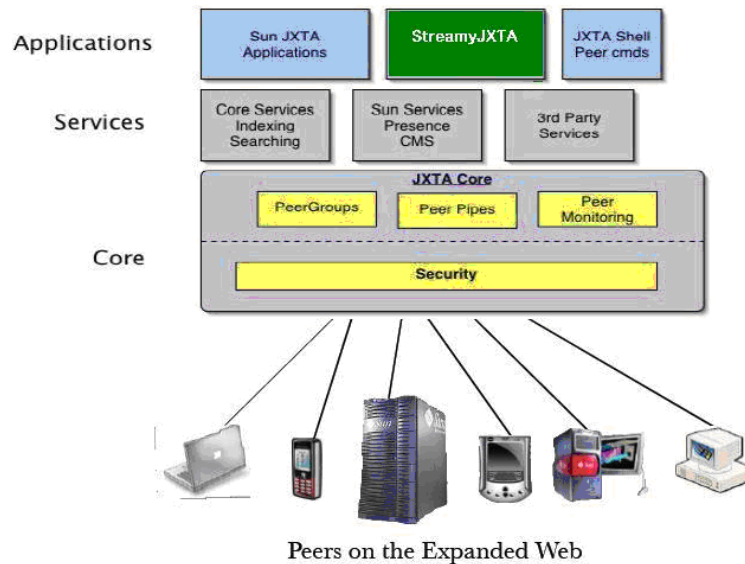 Applications
Sun JXTA
Applications
StreamyJXTA
JXTA Shell
Peer cmds
Services
Core Services
Indexing
Searching
Sun Services
Presence
CMS
3rd Party
Services
Core
JXTA Core
PeerGroups
Peer Pipes
Peer
Monitoring
Security
Sun
Peers on the Expanded Web